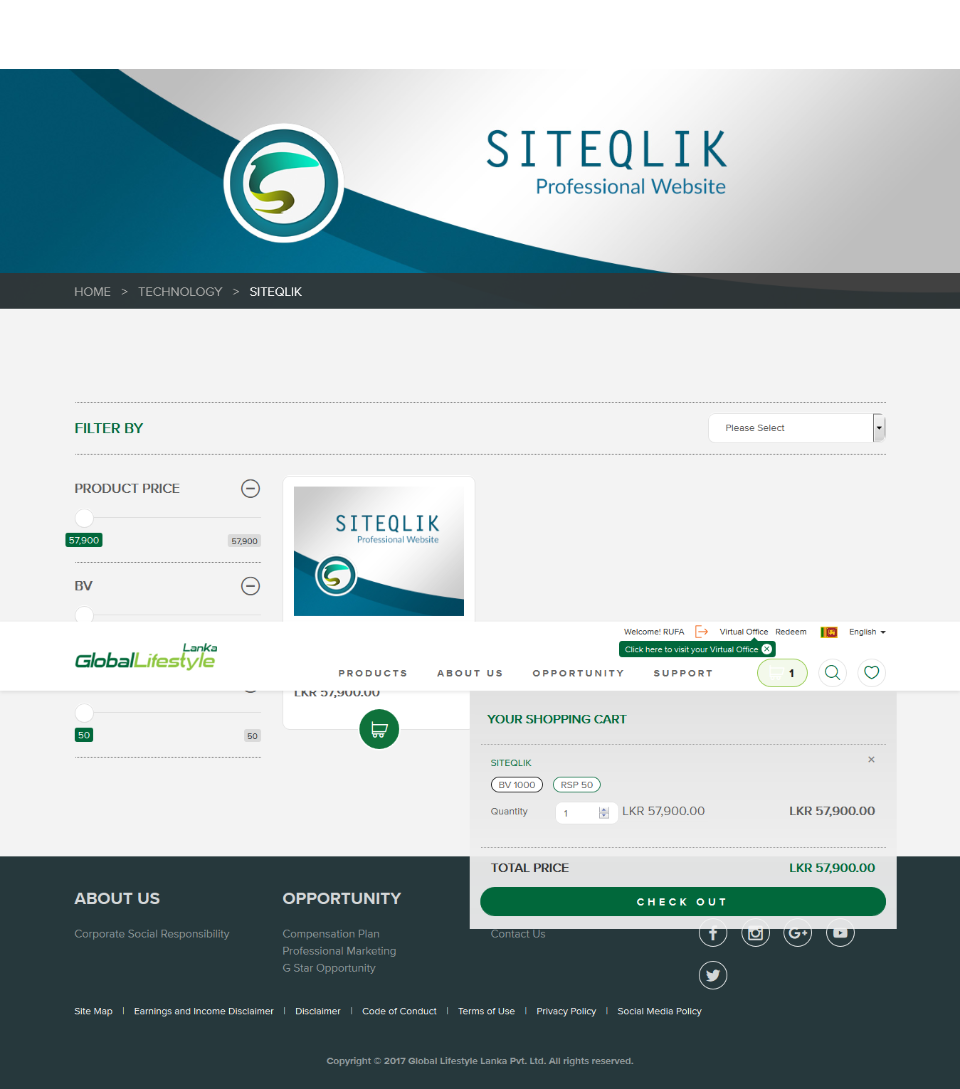 SITEQLIK
Professional Website
HOME > TECHNOLOGY > SITEQLIK
FILTER BY
Please Select
PRODUCT PRICE
57,900
57,900
BV
SITEQLIK
Professional Website
Welcome! RUFA
Virtual Office
Redeem
English
Click here to visit your Virtual Office
Lanka
GlobalLifestyle
PRODUCTS
ABOUT US
OPPORTUNITY
SUPPORT
1
LKR 57,900.00
50
50
YOUR SHOPPING CART
SITEQLIK
BV 1000
RSP 50
Quantity
1
LKR 57,900.00
LKR 57,900.00
TOTAL PRICE
LKR 57,900.00
CHECK OUT
ABOUT US
Corporate Social Responsibility
OPPORTUNITY
Compensation Plan
Professional Marketing
G Star Opportunity
Contact Us
Site Map | Earnings and Income Disclaimer | Disclaimer | Code of Conduct | Terms of Use | Privacy Policy | Social Media Policy
Copyright © 2017 Global Lifestyle Lanka Pvt. Ltd. All rights reserved.